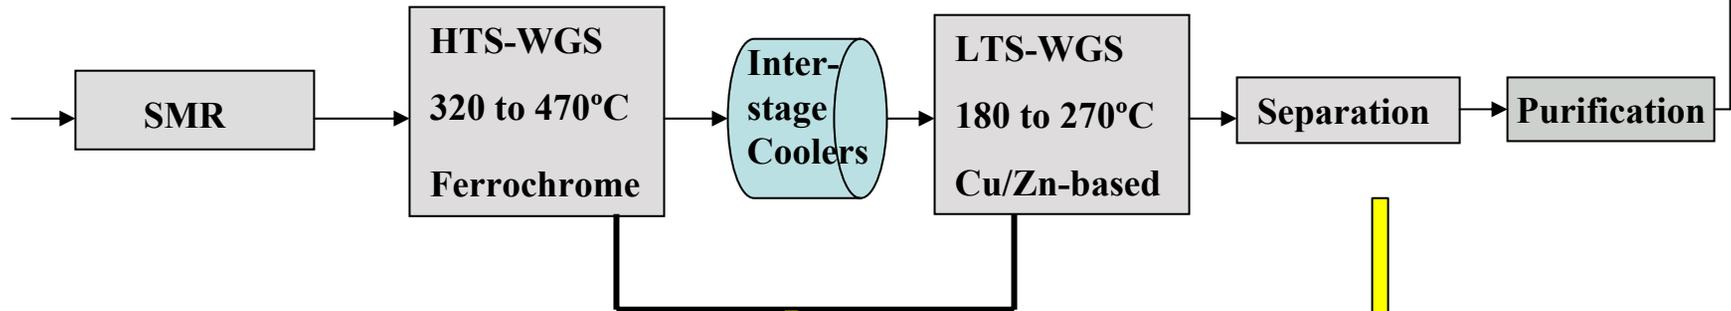 SMR
HTS-WGS
320 to 470ºC
Ferrochrome
Inter-
stage
Coolers
LTS-WGS
180 to 270ºC
Cu/Zn-based
Separation
Purification